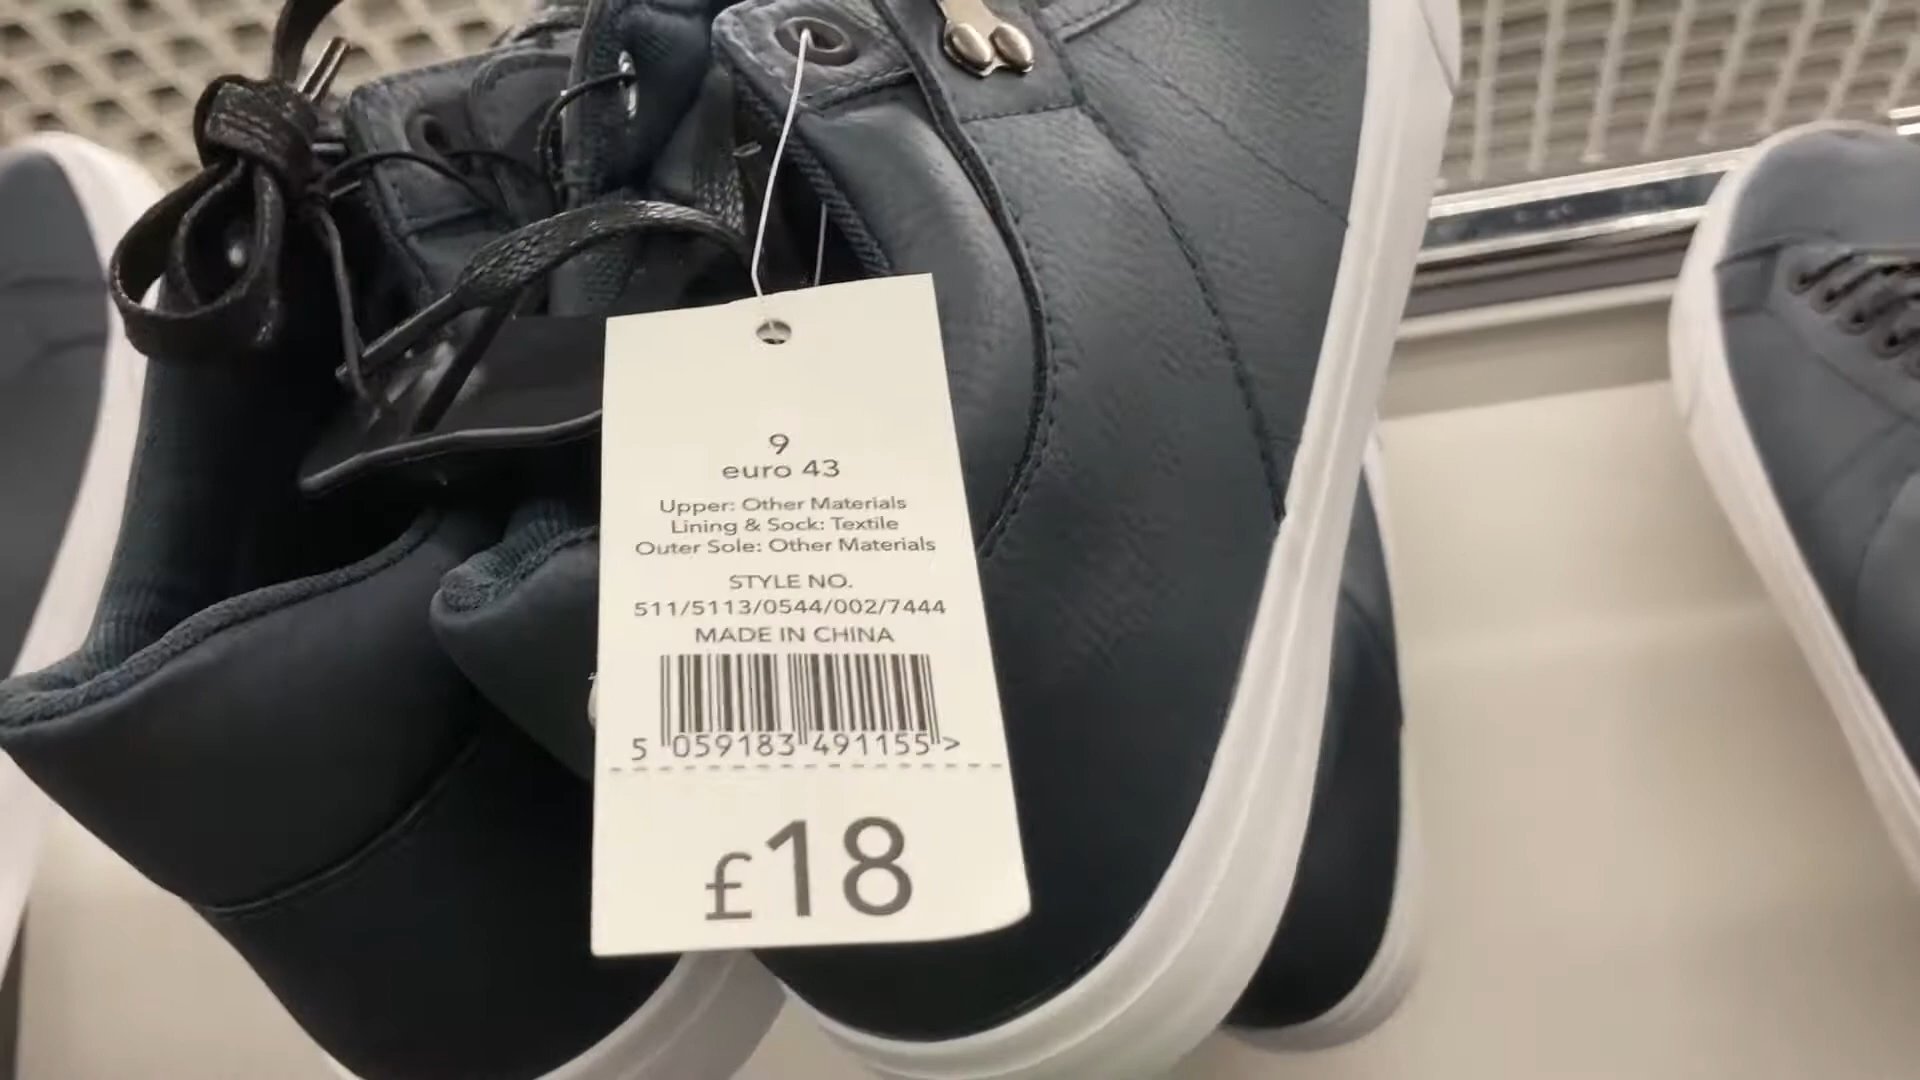 9
euro 43
Upper: Other Materials
Lining & Sock: Textile
Outer Sole: Other Materials
STYLE NO.
511/5113/0544/002/7444
MADE IN CHINA
5 059183 491155 >
£18